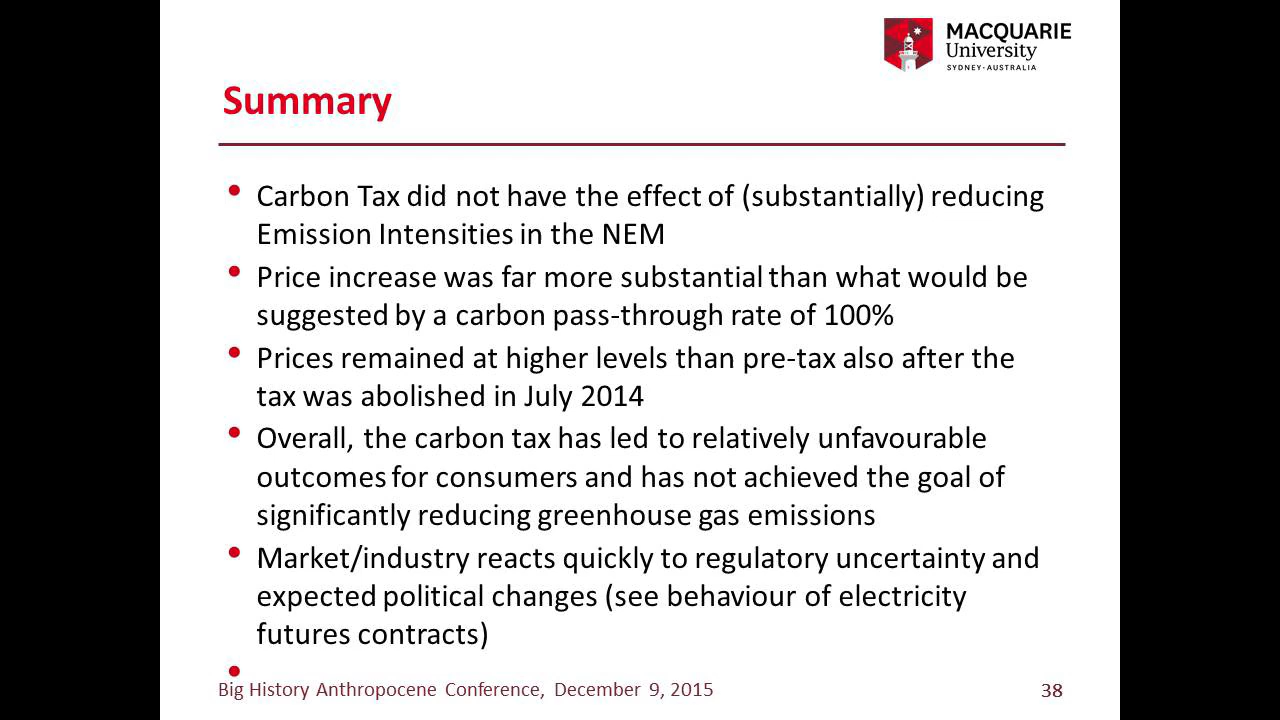 MACQUARIE
University
SYDNEY·AUSTRALIA
Summary
• Carbon Tax did not have the effect of (substantially) reducing
Emission Intensities in the NEM
• Price increase was far more substantial than what would be
suggested by a carbon pass-through rate of 100%
• Prices remained at higher levels than pre-tax also after the
tax was abolished in July 2014
• Overall, the carbon tax has led to relatively unfavourable
outcomes for consumers and has not achieved the goal of
significantly reducing greenhouse gas emissions
• Market/industry reacts quickly to regulatory uncertainty and
expected political changes (see behaviour of electricity
futures contracts)
•
Big History Anthropocene Conference, December 9, 2015
38